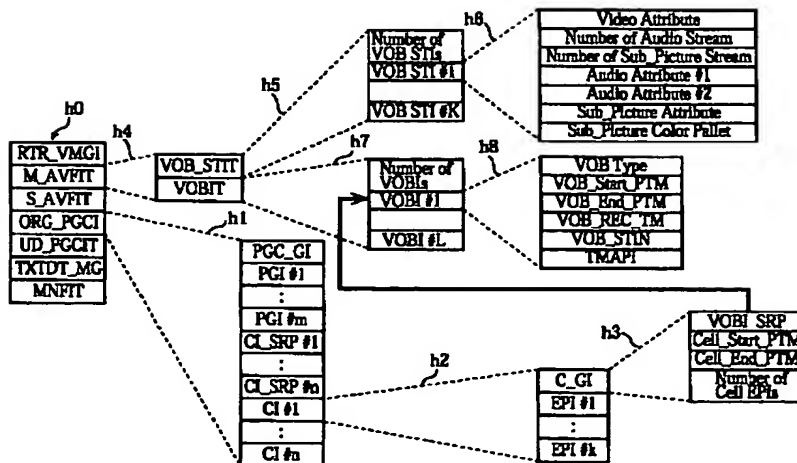 h0
RTR_VMGI
M_AVFIT
S_AVFIT
ORG_PGCI
UD_PGCIT
TXTDT_MG
MNFIT
h4
VOB_STIT
VOBIT
h5
Number of
VOB STIs
VOB STI #1
VOB STI #K
h6
Video Attribute
Number of Audio Stream
Number of Sub_Picture Stream
Audio Attribute #1
Audio Attribute #2
Sub_Picture Attribute
Sub_Picture Color Pallet
h7
Number of
VOBIs
VOBI #1
VOBI #L
h8
VOB Type
VOB_Start_PTM
VOB_End_PTM
VOB_REC_TM
VOB_STIN
TMAPI
h1
PGC_GI
PGI #1
:
PGI #m
CI_SRP #1
:
CI_SRP #n
CI #1
:
CI #n
h2
C_GI
EPI #1
:
EPI #k
h3
VOBI_SRP
Cell_Start_PTM
Cell_End_PTM
Number of
Cell EPIs